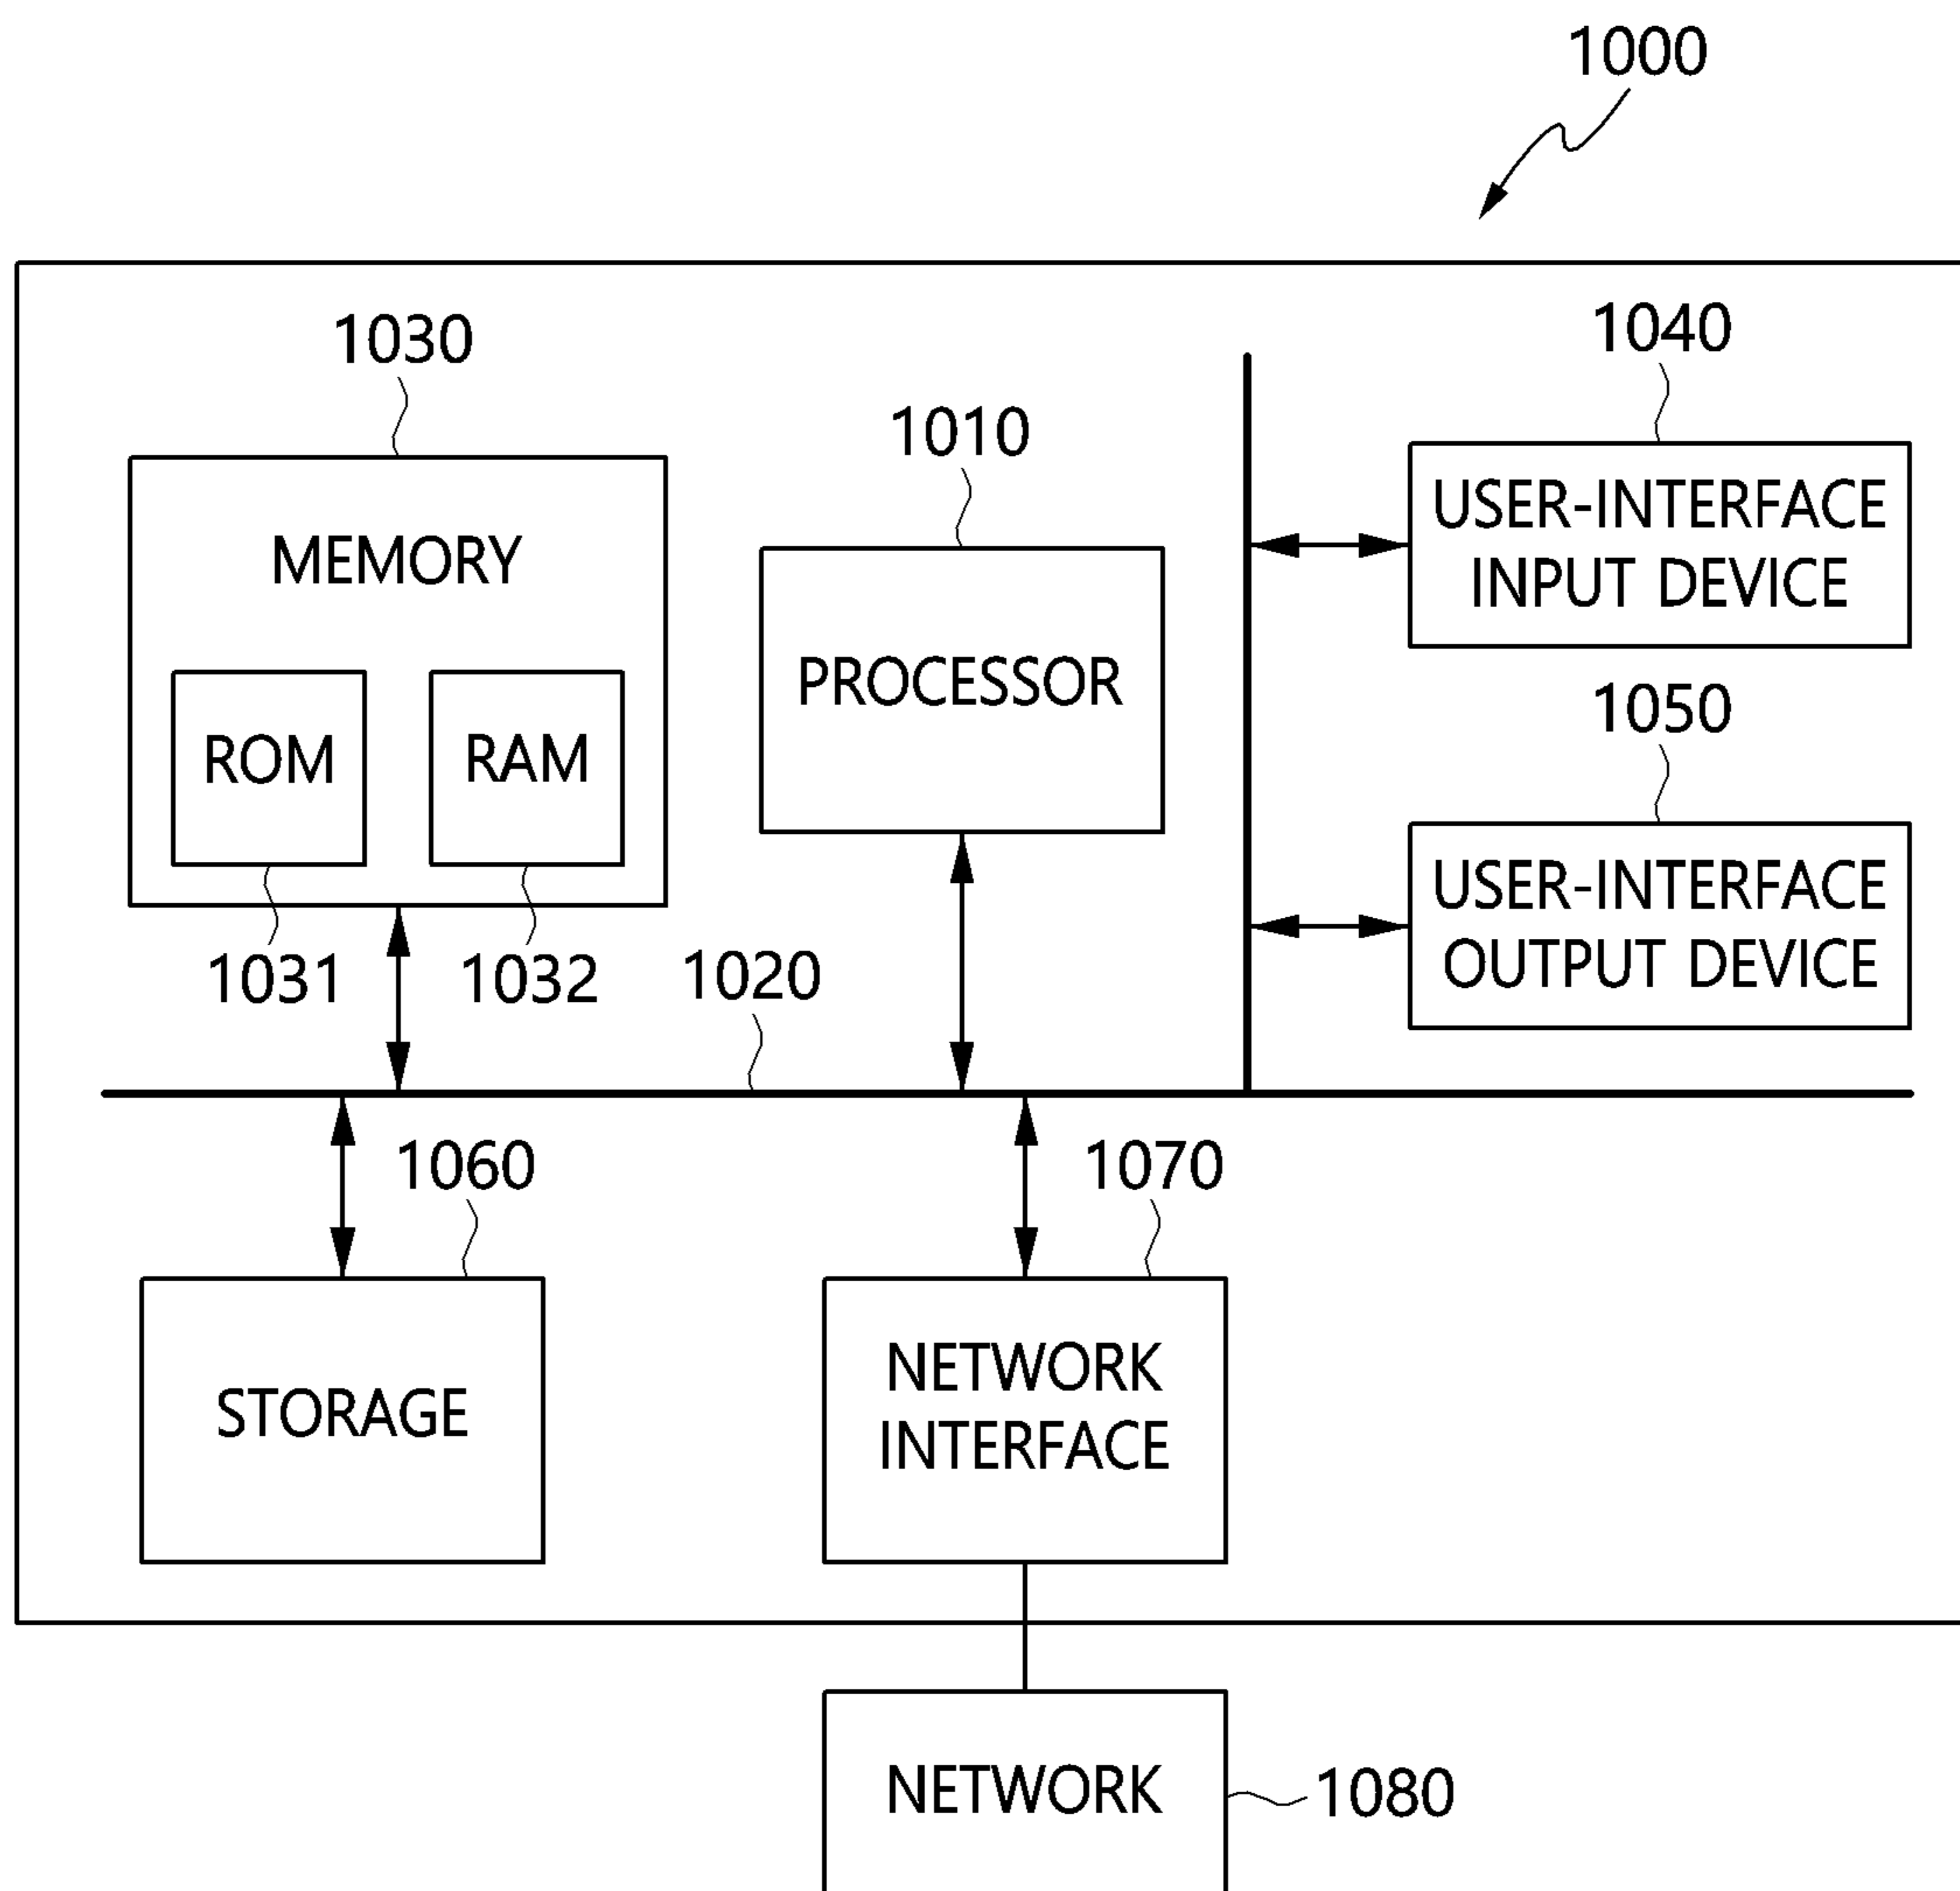 1000
1030
1010
1040
MEMORY
ROM
RAM
1031
1032
PROCESSOR
USER-INTERFACE
INPUT DEVICE
1050
USER-INTERFACE
OUTPUT DEVICE
1020
1060
1070
STORAGE
NETWORK
INTERFACE
NETWORK
1080